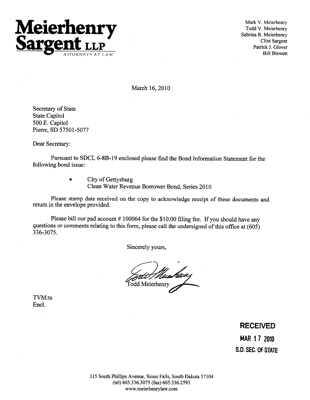 Meierhenry
Sargent LLP
ATTORNEYS AT LAW
Mark V. Meierhenry
Todd V. Meierhenry
Sabrina R. Meierhenry
Clint Sargent
Patrick J. Glover
Bill Blewett
March 16, 2010
Secretary of State
State Capitol
500 E. Capitol
Pierre, SD 57501-5077
Dear Secretary:
Pursuant to SDCL 6-8B-19 enclosed please find the Bond Information Statement for the
following bond issue:
• City of Gettysburg
Clean Water Revenue Borrower Bond, Series 2010
Please stamp date received on the copy to acknowledge receipt of these documents and
return in the envelope provided.
Please bill our pad account # 100064 for the $10.00 filing fee. If you should have any
questions or comments relating to this form, please call the undersigned of this office at (605)
336-3075.
Sincerely yours,
Todd Meierhenry
Todd Meierhenry
TVM:ts
Encl.
RECEIVED
MAR 17 2010
S.D. SEC. OF STATE
315 South Phillips Avenue, Sioux Falls, South Dakota 57104
(tel) 605.336.3075 (fax) 605.336.2593
www.meierhenrylaw.com